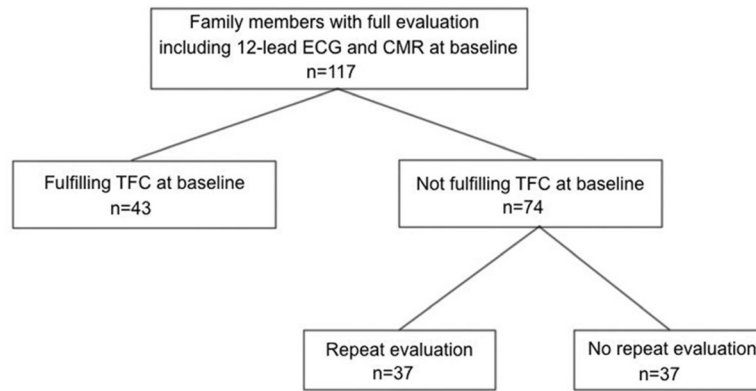 Family members with full evaluation
including 12-lead ECG and CMR at baseline
n=117
Fulfilling TFC at baseline
n=43
Not fulfilling TFC at baseline
n=74
Repeat evaluation
n=37
No repeat evaluation
n=37